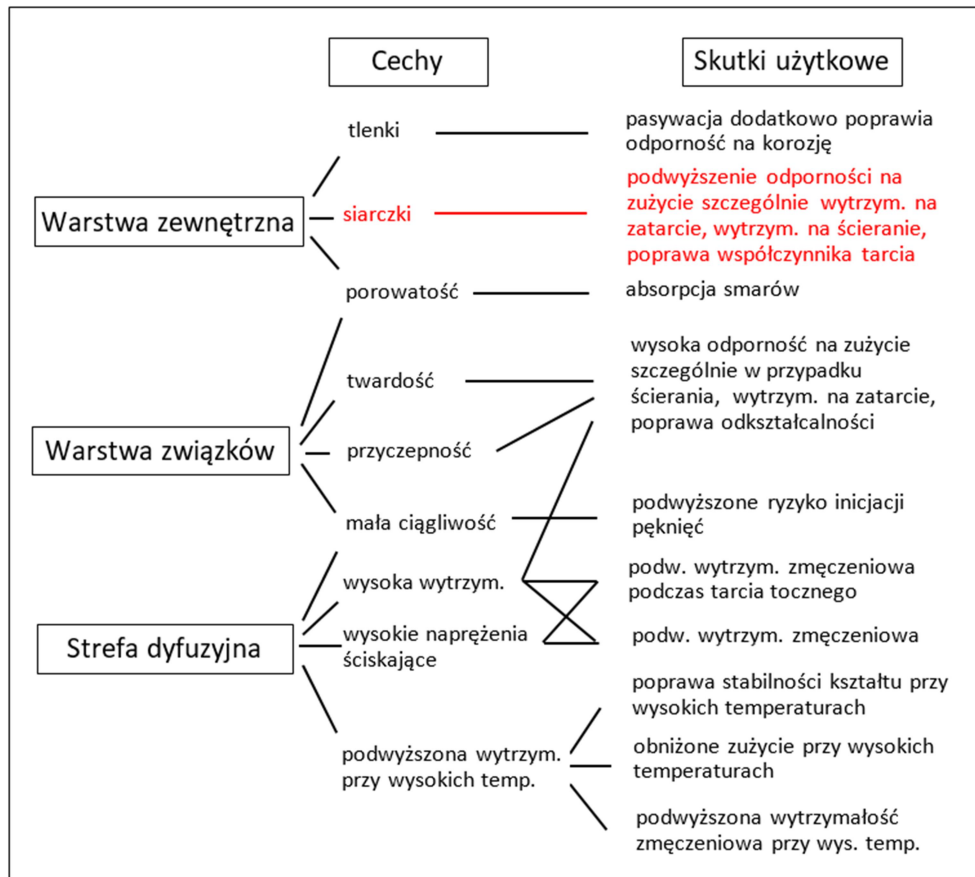 Cechy
Skutki użytkowe
tlenki
pasywacja dodatkowo poprawia
odporność na korozję
Warstwa zewnętrzna
siarczki
podwyższenie odporności na
zużycie szczególnie wytrzym. na
zatarcie, wytrzym. na ścieranie,
poprawa współczynnika tarcia
porowatość
absorpcja smarów
twardość
wysoka odporność na zużycie
szczególnie w przypadku
ścierania, wytrzym. na zatarcie,
poprawa odkształcalności
Warstwa związków
przyczepność
mała ciągliwość
podwyższone ryzyko inicjacji
pęknięć
wysoka wytrzym.
podw. wytrzym. zmęczeniowa
podczas tarcia tocznego
Strefa dyfuzyjna
wysokie naprężenia
ściskające
podw. wytrzym. zmęczeniowa
poprawa stabilności kształtu przy
wysokich temperaturach
podwyższona wytrzym.
przy wysokich temp.
obniżone zużycie przy wysokich
temperaturach
podwyższona wytrzymałość
zmęczeniowa przy wys. temp.